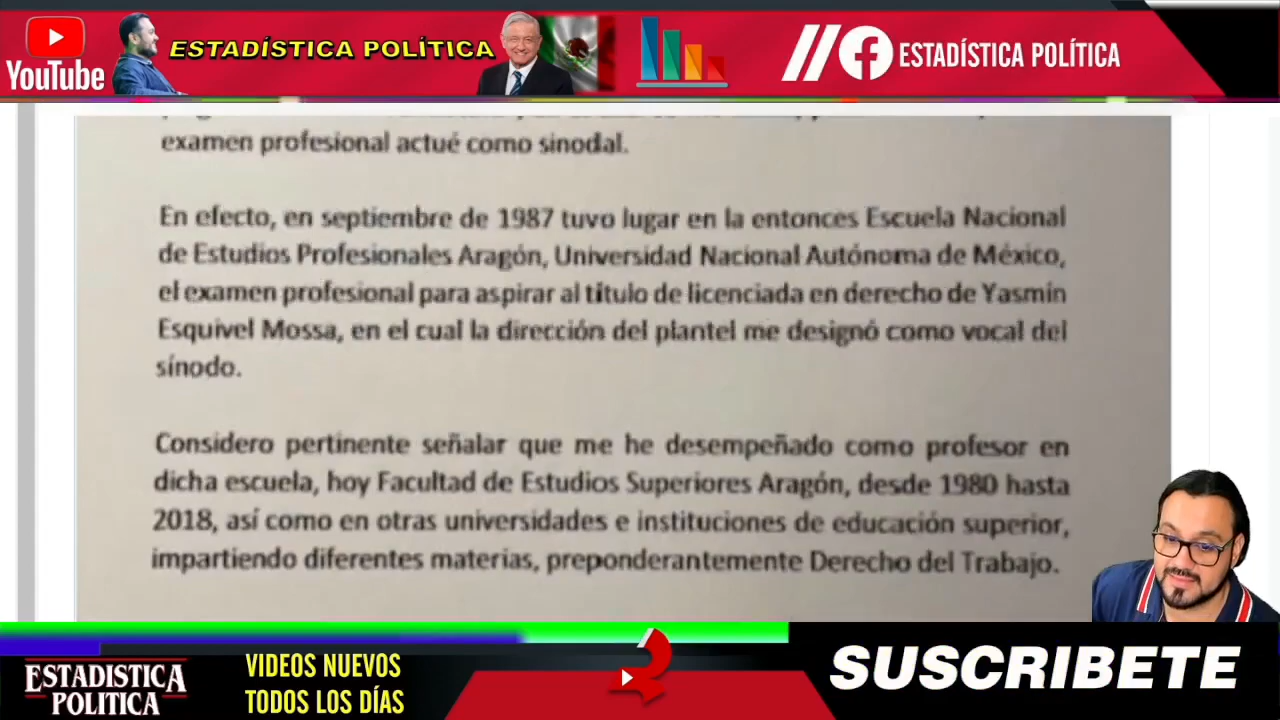 YouTube
ESTADÍSTICA POLÍTICA
ESTADÍSTICA POLÍTICA
examen profesional actué como sinodal.
En efecto, en septiembre de 1987 tuvo lugar en la entonces Escuela Nacional
de Estudios Profesionales Aragón, Universidad Nacional Autónoma de México,
el examen profesional para aspirar al título de licenciada en derecho de Yasmín
Esquivel Mossa, en el cual la dirección del plantel me designó como vocal del
sínodo.
Considero pertinente señalar que me he desempeñado como profesor en
dicha escuela, hoy Facultad de Estudios Superiores Aragón, desde 1980 hasta
2018, así como en otras universidades e instituciones de educación superior,
impartiendo diferentes materias, preponderantemente Derecho del Trabajo.
ESTADISTICA
POLÍTICA
VIDEOS NUEVOS
TODOS LOS DÍAS
SUSCRIBETE